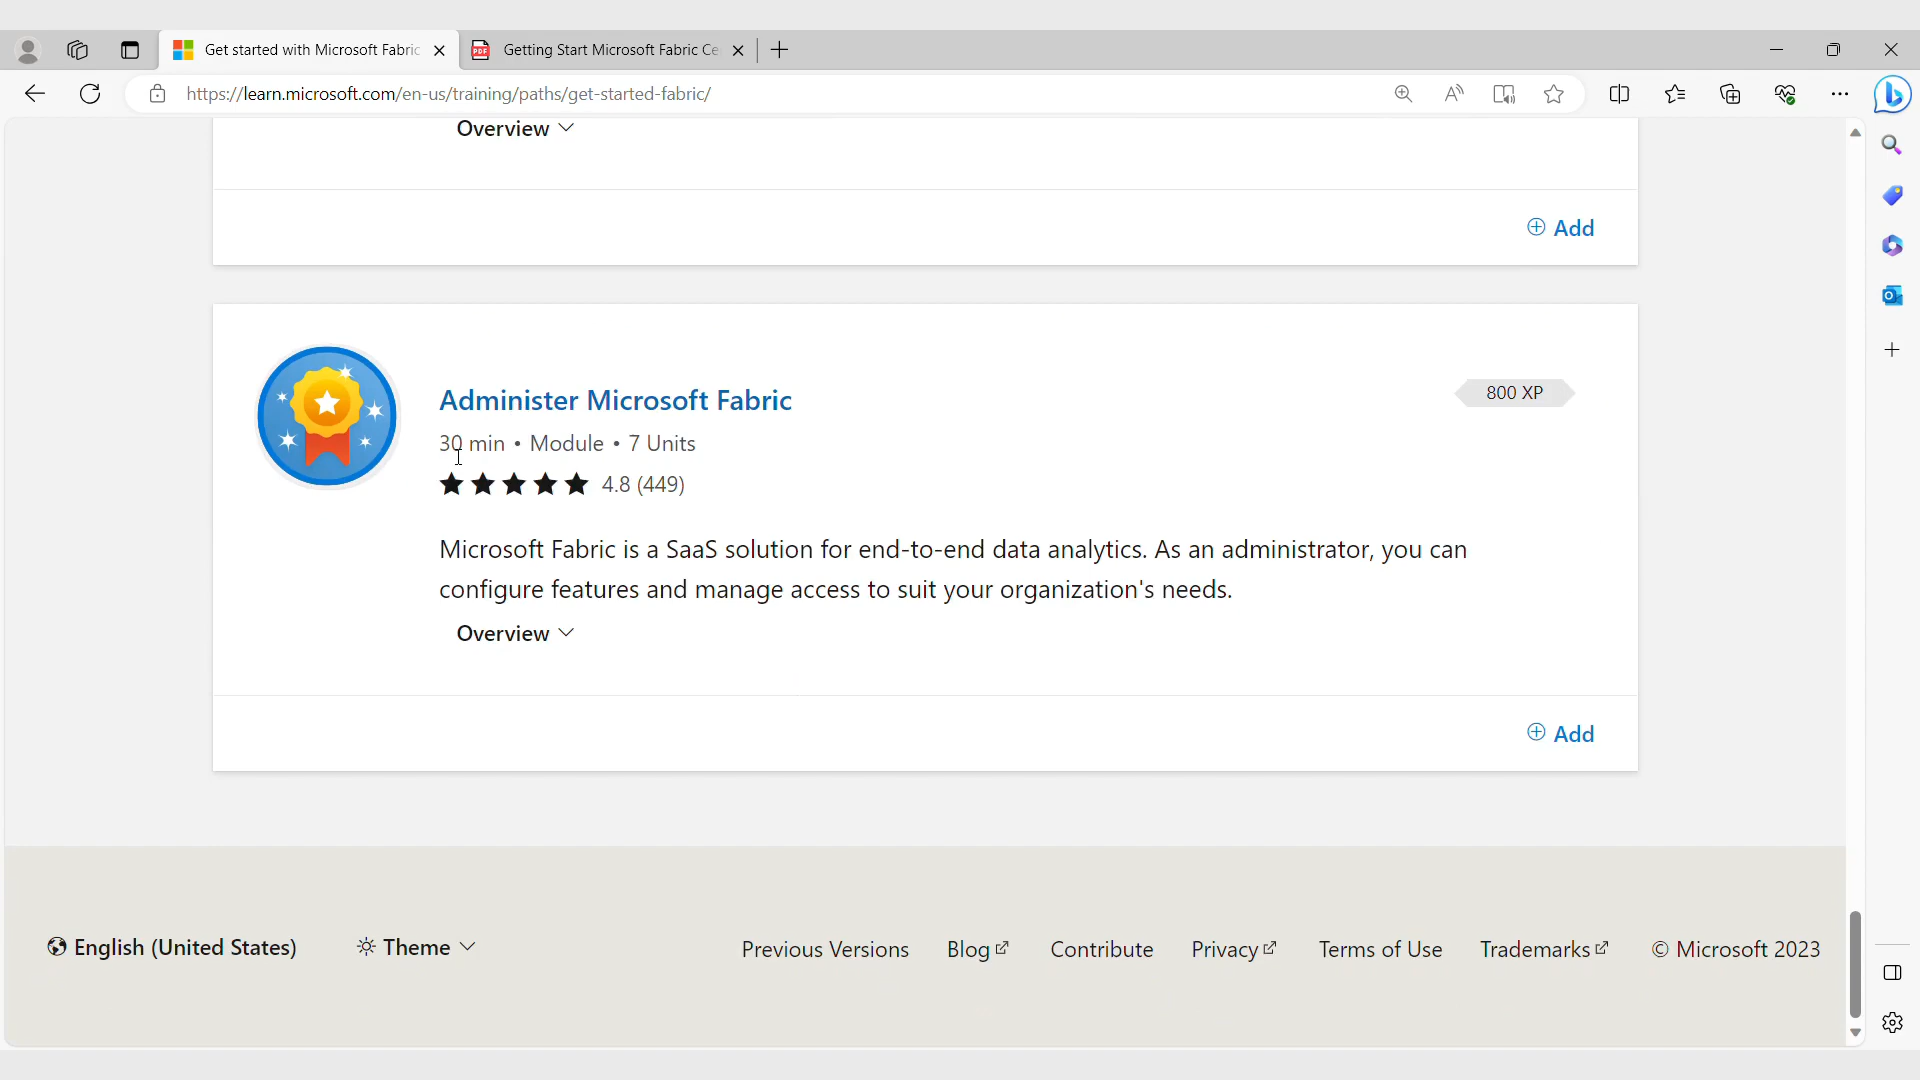 Get started with Microsoft Fabric
Getting Start Microsoft Fabric Ce
https://learn.microsoft.com/en-us/training/paths/get-started-fabric/
Overview
Add
Administer Microsoft Fabric
800 XP
30 min • Module • 7 Units
4.8 (449)
Microsoft Fabric is a SaaS solution for end-to-end data analytics. As an administrator, you can
configure features and manage access to suit your organization's needs.
Overview
Add
English (United States)
Theme
Previous Versions
Blog
Contribute
Privacy
Terms of Use
Trademarks
© Microsoft 2023